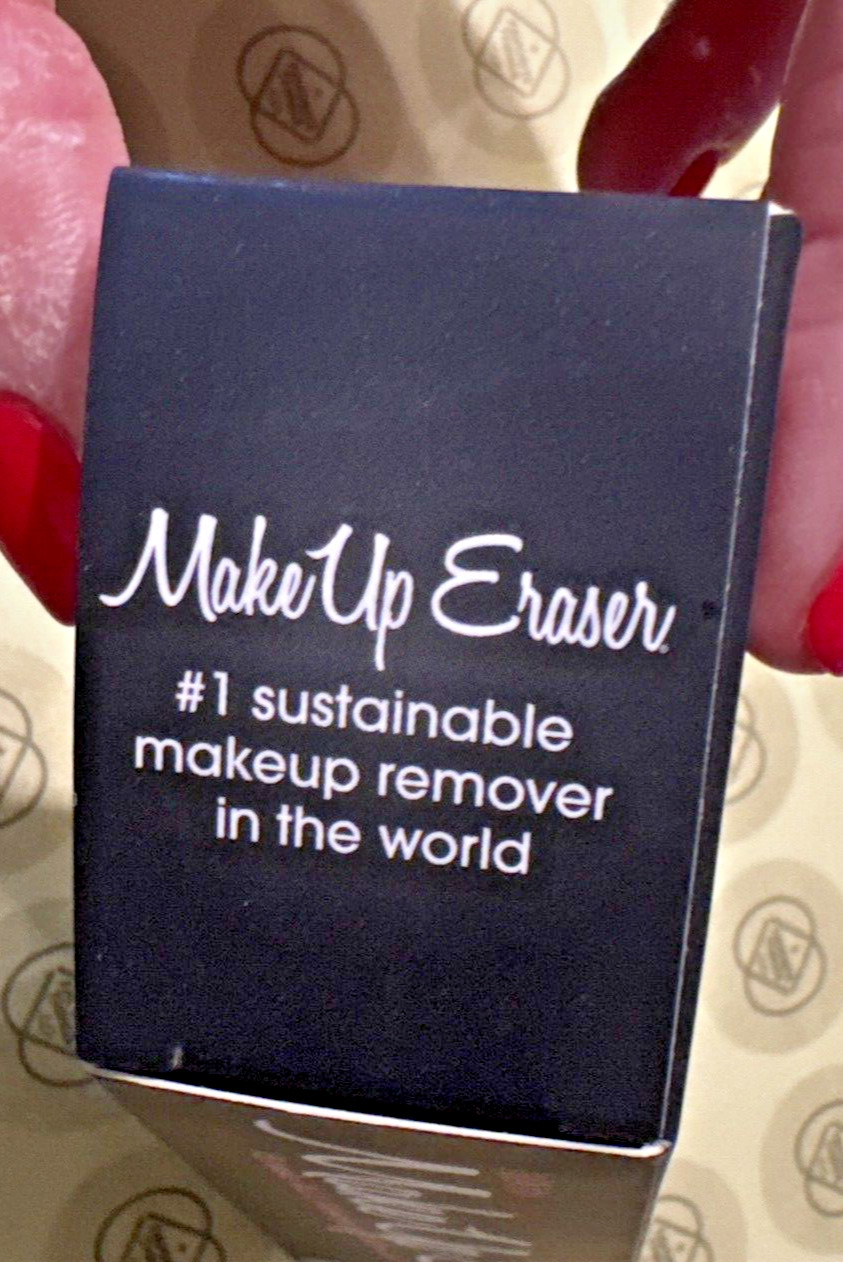 MakeUp Eraser.
#1 sustainable
makeup remover
in the world